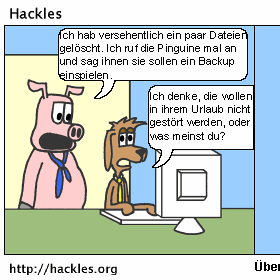 Hackles
Ich hab versehentlich ein paar Dateien
gelöscht. Ich ruf die Pinguine mal an
und sag ihnen sie sollen ein Backup
einspielen.
Ich denke, die wollen
in ihrem Urlaub nicht
gestört werden, oder
was meinst du?
http://hackles.org